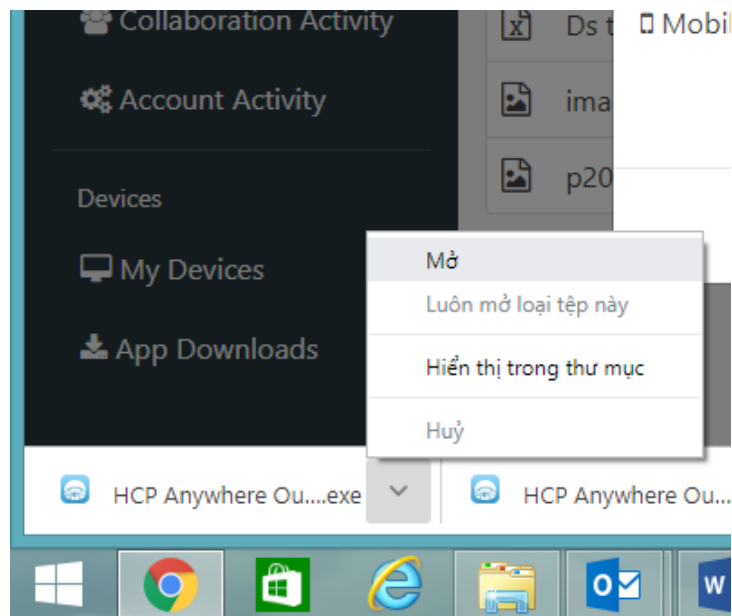 Collaboration Activity
Ds t
Mobil
Account Activity
ima
p20
Devices
My Devices
App Downloads
Mở
Luôn mở loại tệp này
Hiển thị trong thư mục
Huỷ
HCP Anywhere Ou....exe
HCP Anywhere Ou...